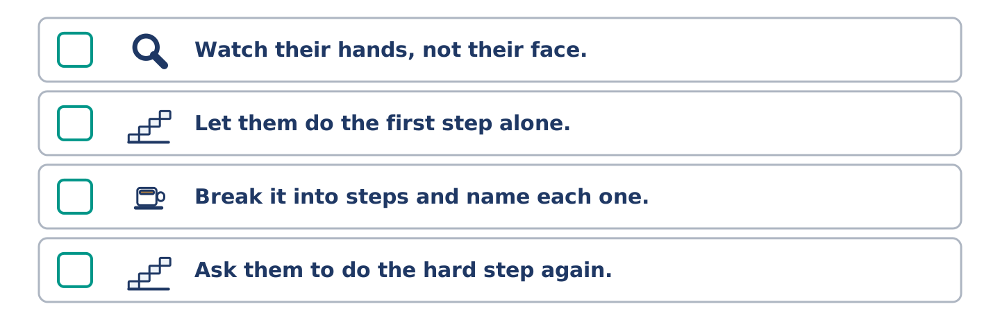 Watch their hands, not their face.
Let them do the first step alone.
Break it into steps and name each one.
Ask them to do the hard step again.